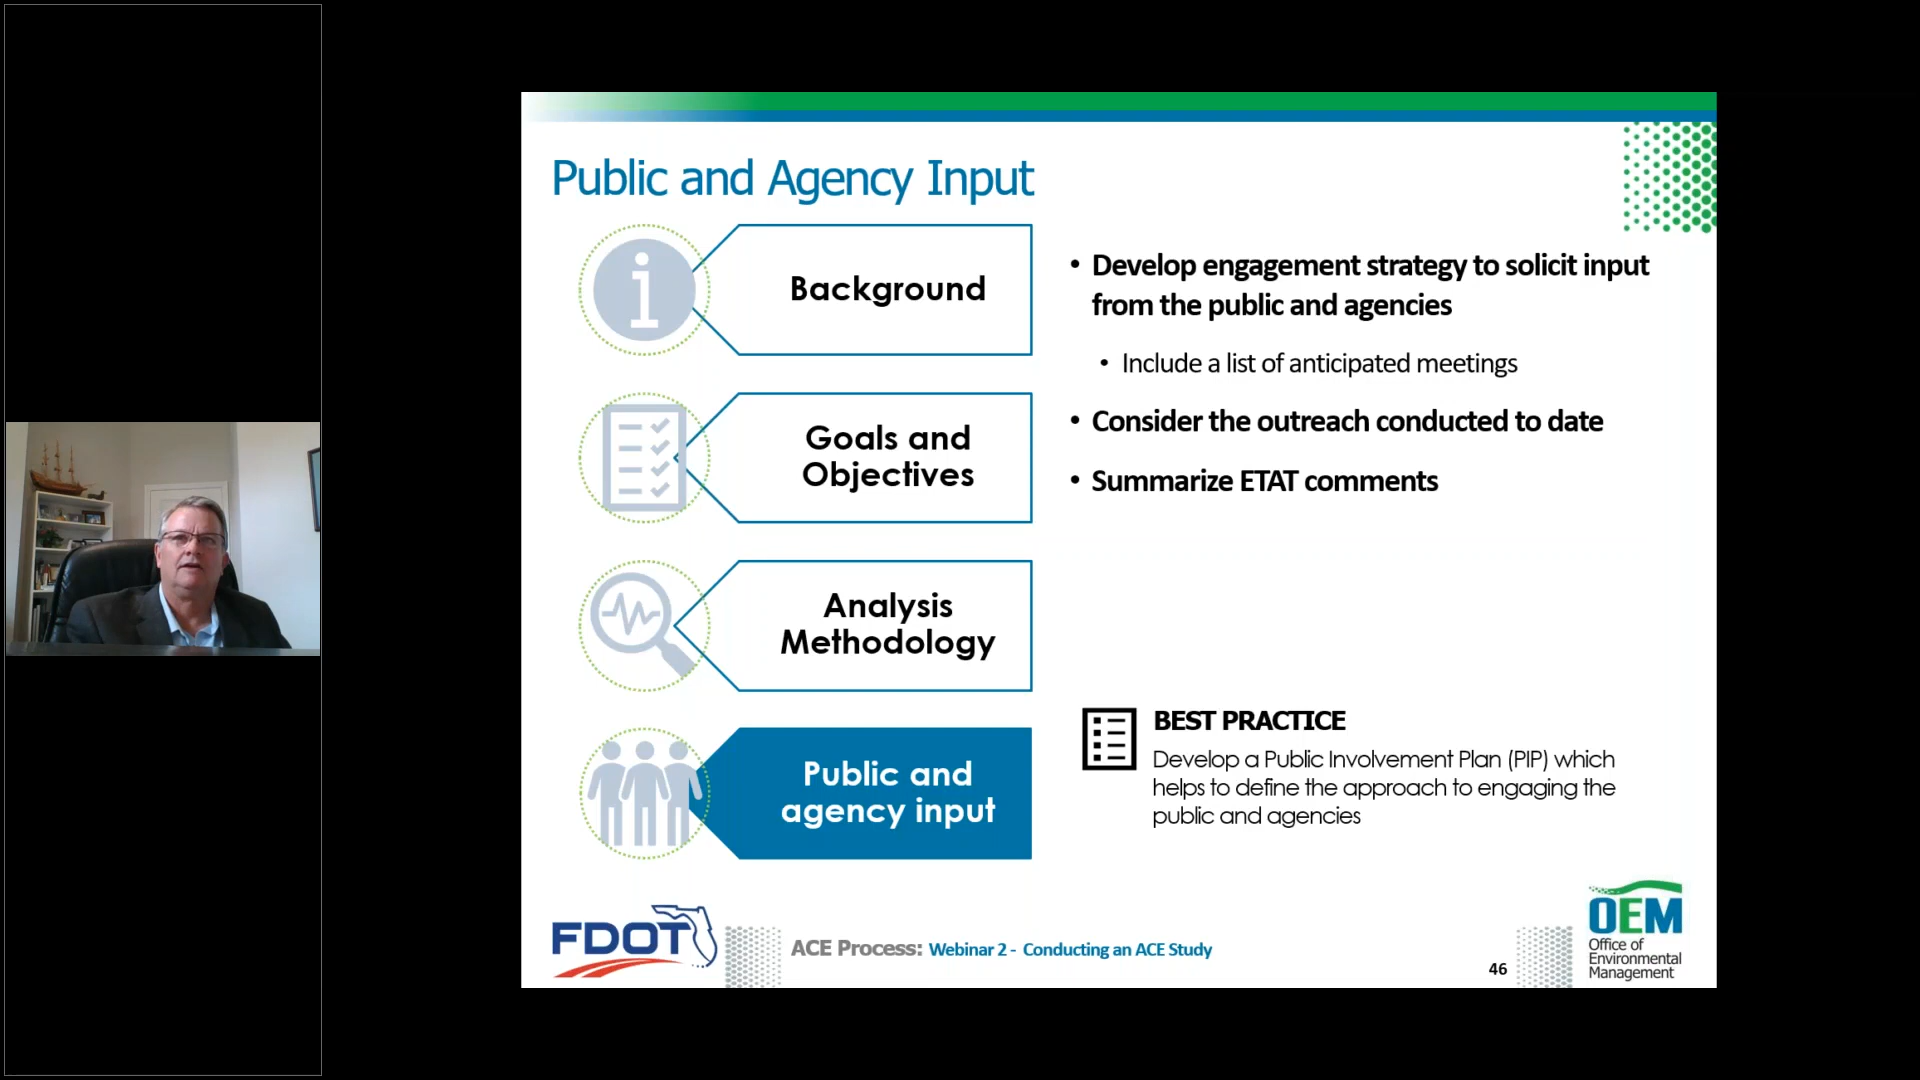 Public and Agency Input
Background
Goals and
Objectives
Analysis
Methodology
Public and
agency input
• Develop engagement strategy to solicit input
from the public and agencies
• Include a list of anticipated meetings
• Consider the outreach conducted to date
• Summarize ETAT comments
BEST PRACTICE
Develop a Public Involvement Plan (PIP) which
helps to define the approach to engaging the
public and agencies
FDOT
ACE Process: Webinar 2 - Conducting an ACE Study
46
OEM
Office of
Environmental
Management